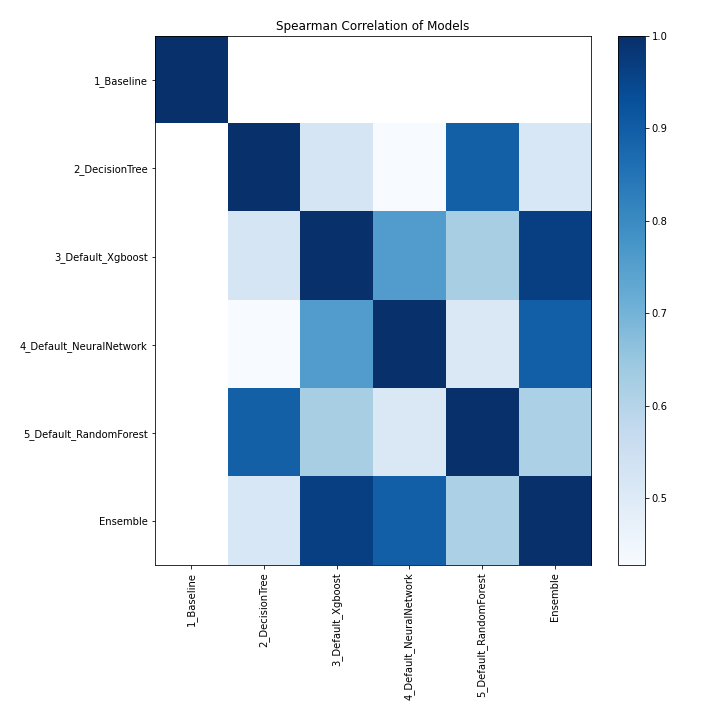 Spearman Correlation of Models
1_Baseline
2_DecisionTree
3_Default_Xgboost
4_Default_NeuralNetwork
5_Default_RandomForest
Ensemble
1_Baseline
2_DecisionTree
3_Default_Xgboost
4_Default_NeuralNetwork
5_Default_RandomForest
Ensemble
1.0
0.9
0.8
0.7
0.6
0.5